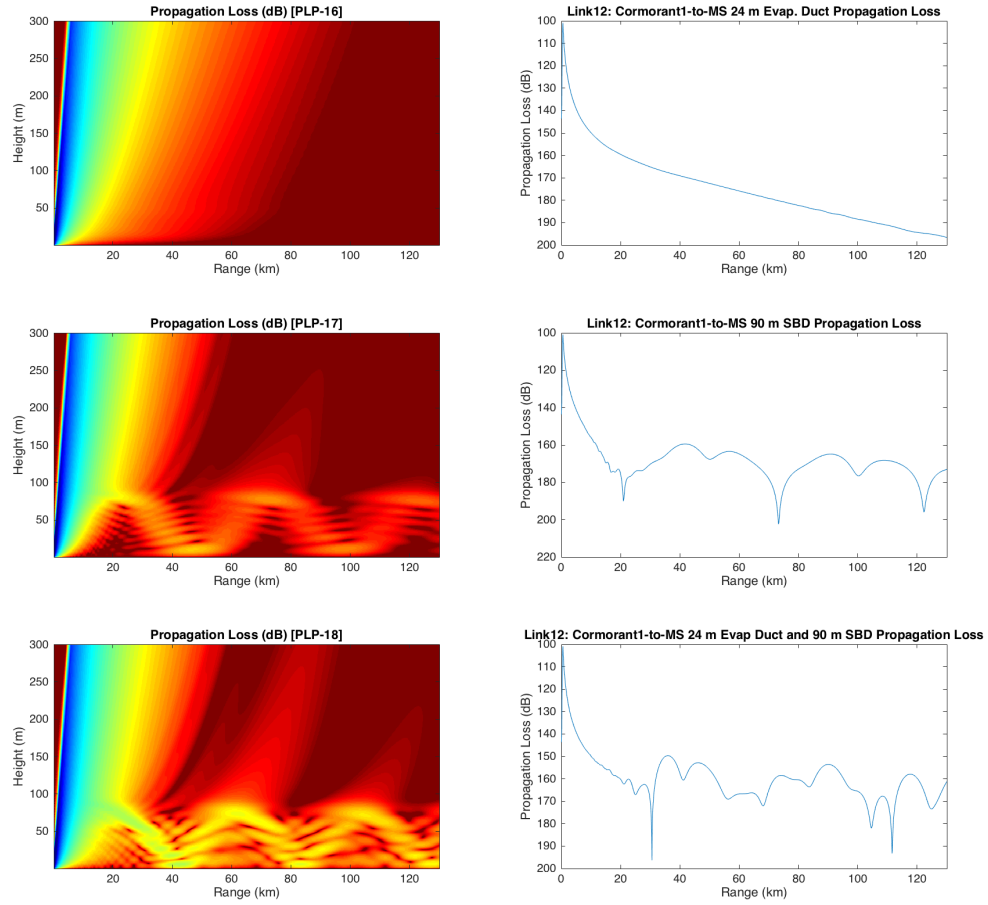 Propagation Loss (dB) [PLP-16]
300
250
200
150
100
50
Height (m)
20 40 60 80 100 120
Range (km)
Link12: Cormorant1-to-MS 24 m Evap. Duct Propagation Loss
100
110
120
130
140
150
160
170
180
190
200
Propagation Loss (dB)
0 20 40 60 80 100 120
Range (km)
Propagation Loss (dB) [PLP-17]
300
250
200
150
100
50
Height (m)
20 40 60 80 100 120
Range (km)
Link12: Cormorant1-to-MS 90 m SBD Propagation Loss
100
120
140
160
180
200
220
Propagation Loss (dB)
0 20 40 60 80 100 120
Range (km)
Propagation Loss (dB) [PLP-18]
300
250
200
150
100
50
Height (m)
20 40 60 80 100 120
Range (km)
Link12: Cormorant1-to-MS 24 m Evap Duct and 90 m SBD Propagation Loss
100
110
120
130
140
150
160
170
180
190
200
Propagation Loss (dB)
0 20 40 60 80 100 120
Range (km)